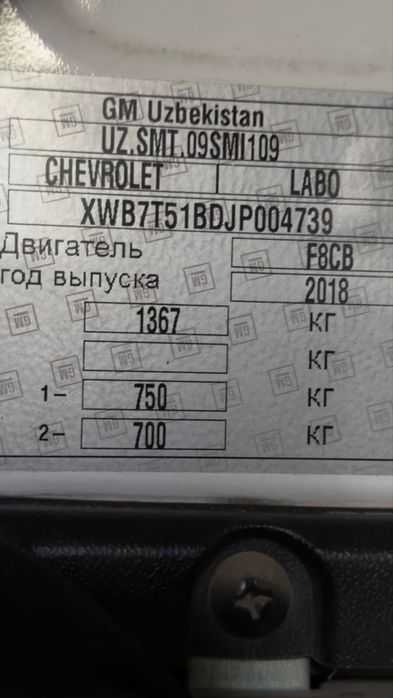 GM Uzbekistan
UZ.SMT.09SMI109
CHEVROLET LABO
XWB7T51BDJP004739
Двигатель F8CB
год выпуска 2018
1367 КГ
КГ
1– 750 КГ
2– 700 КГ